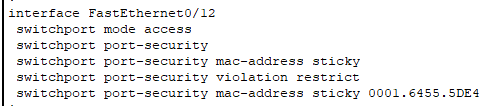 interface FastEthernet0/12
switchport mode access
switchport port-security
switchport port-security mac-address sticky
switchport port-security violation restrict
switchport port-security mac-address sticky 0001.6455.5DE4